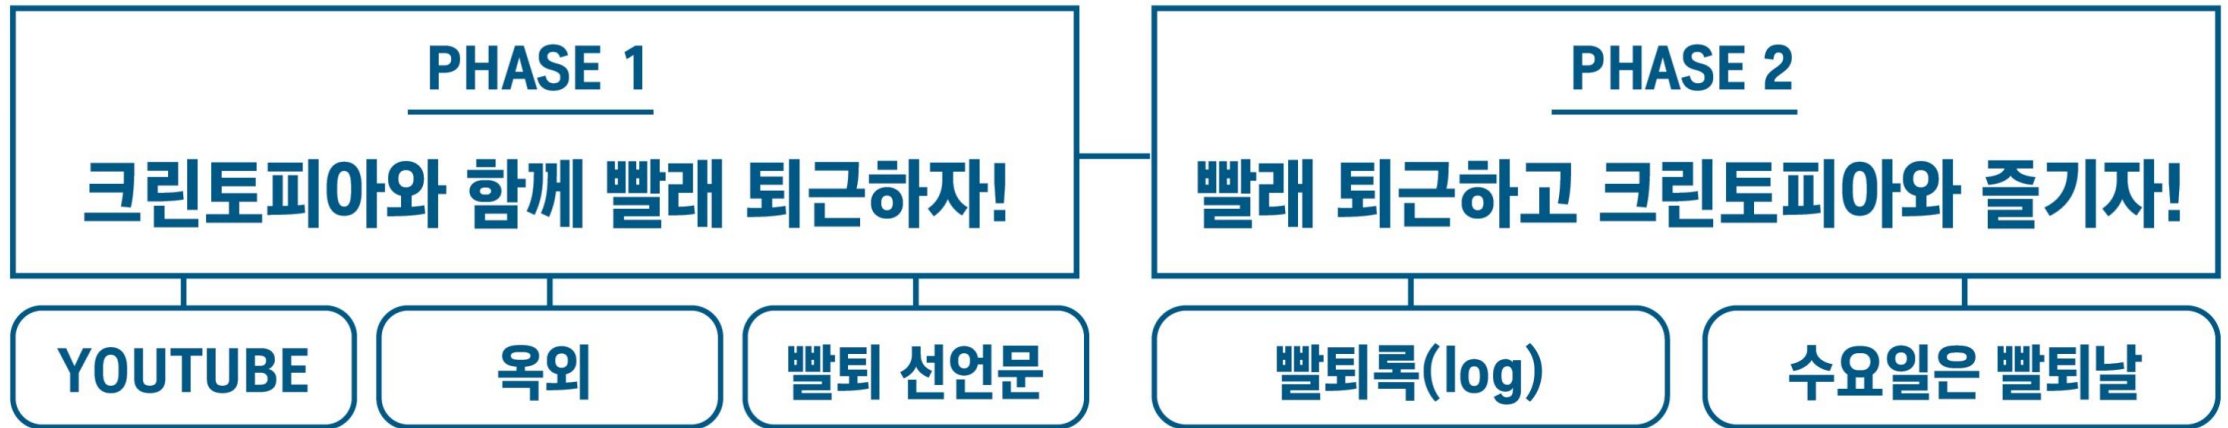 PHASE 1
크린토피아와 함께 빨래 퇴근하자!
YOUTUBE
옥외
빨퇴 선언문
PHASE 2
빨래 퇴근하고 크린토피아와 즐기자!
빨퇴록(log)
수요일은 빨퇴날